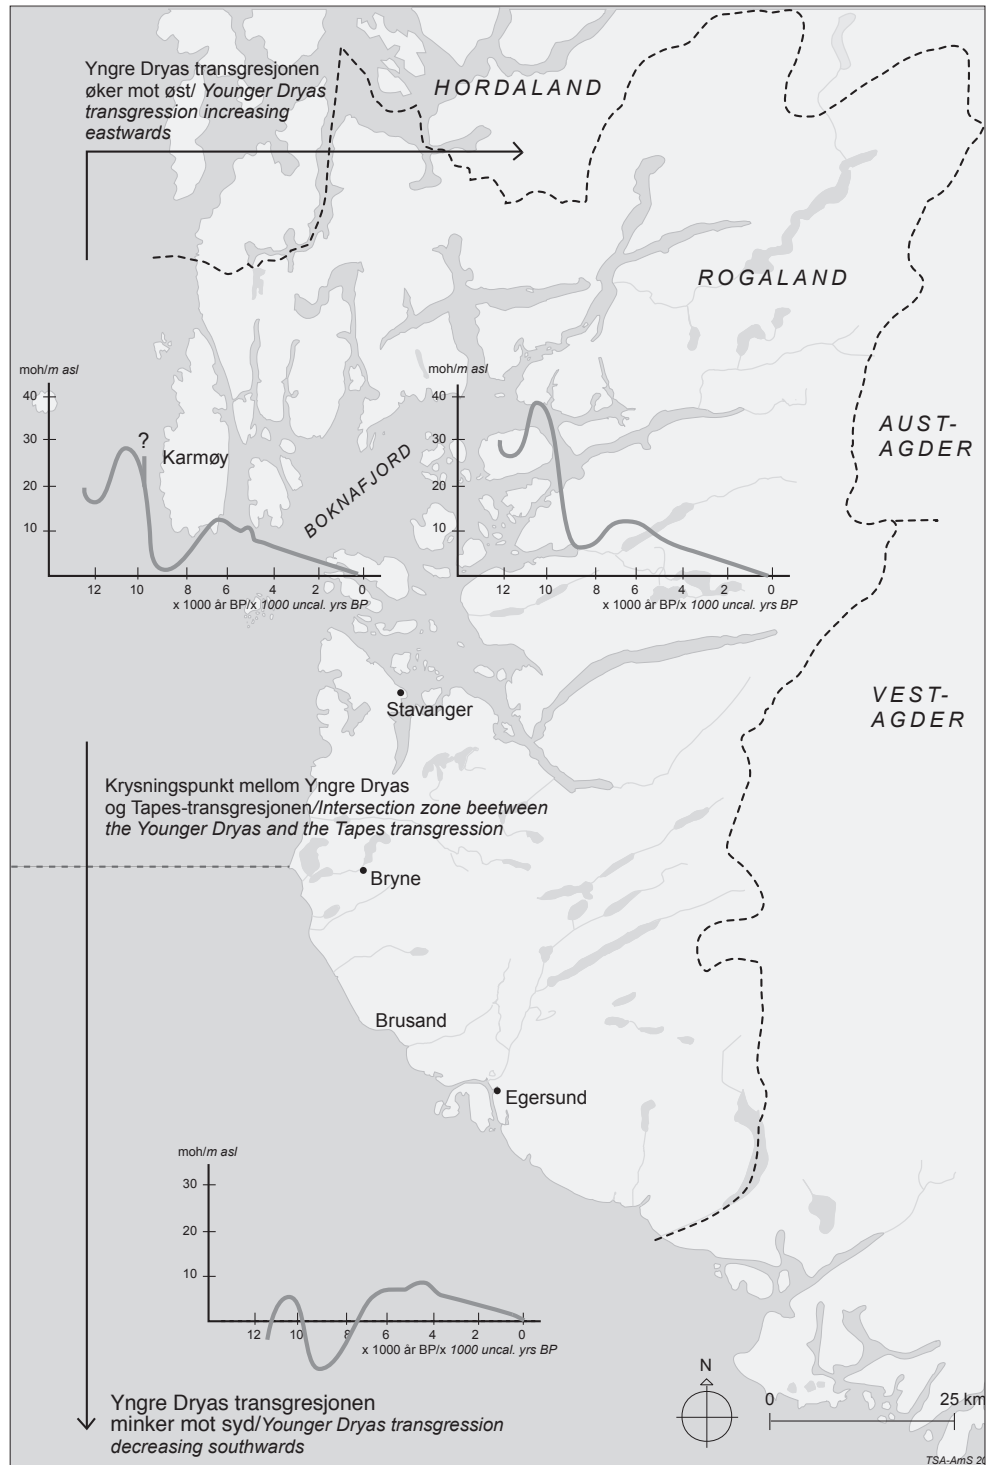 Yngre Dryas transgresjonen
øker mot øst/ Younger Dryas
transgression increasing
eastwards
HORDALAND
ROGALAND
moh/m asl
40
30
20
10
?
Karmøy
12 10 8 6 4 2 0
x 1000 år BP/x 1000 uncal. yrs BP
BOKNAFJORD
moh/m asl
40
30
20
10
12 10 8 6 4 2 0
x 1000 år BP/x 1000 uncal. yrs BP
AUST-
AGDER
VEST-
AGDER
Stavanger
Krysningspunkt mellom Yngre Dryas
og Tapes-transgresjonen/Intersection zone beetween
the Younger Dryas and the Tapes transgression
Bryne
Brusand
Egersund
moh/m asl
30
20
10
12 10 8 6 4 2 0
x 1000 år BP/x 1000 uncal. yrs BP
Yngre Dryas transgresjonen
minker mot syd/Younger Dryas transgression
decreasing southwards
N
0 25 km
TSA-AmS 20